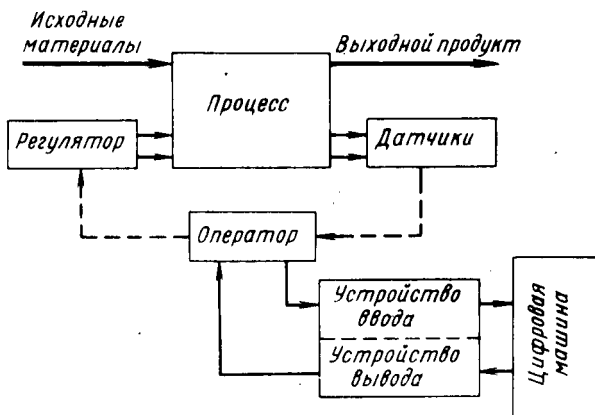 Исходные
материалы
Выходной продукт
Процесс
Регулятор
Датчики
Оператор
Устройство
ввода
Устройство
вывода
Цифровая
машина